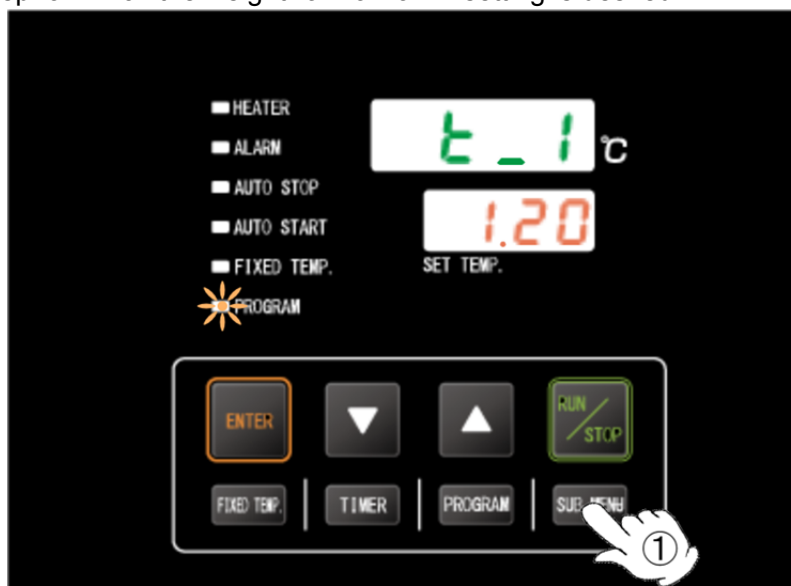 HEATER
t_1 °C
ALARM
AUTO STOP
1.20
AUTO START
FIXED TEMP.
SET TEMP.
PROGRAM
ENTER
▼
▲
RUN/STOP
FIXED TEMP.
TIMER
PROGRAM
SUB MENU
①